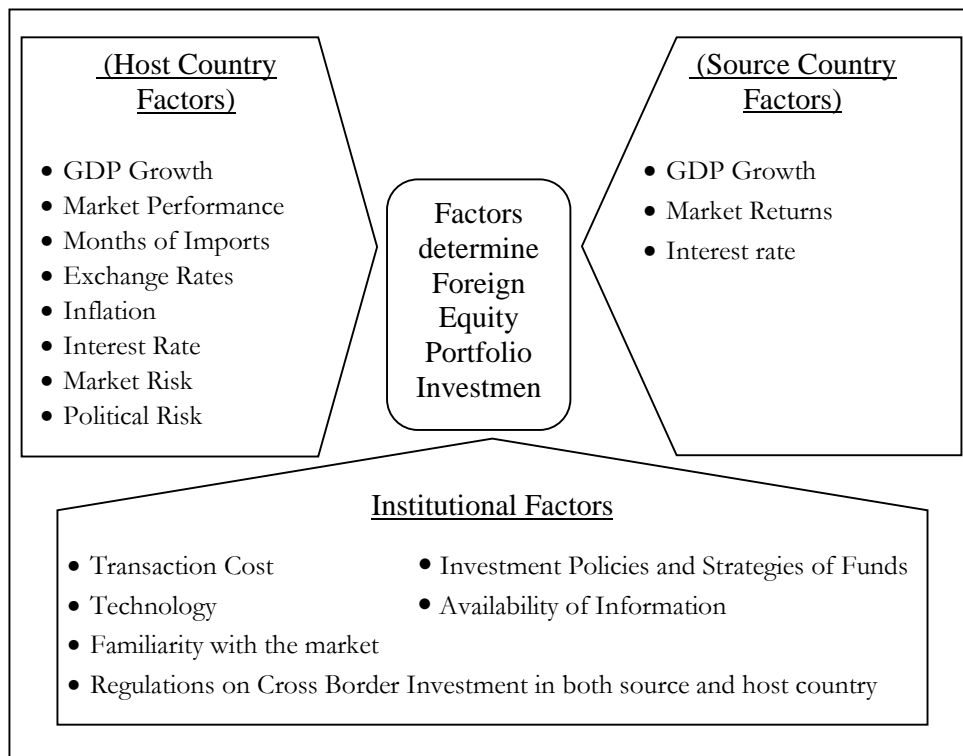 (Host Country
Factors)
• GDP Growth
• Market Performance
• Months of Imports
• Exchange Rates
• Inflation
• Interest Rate
• Market Risk
• Political Risk
Factors
determine
Foreign
Equity
Portfolio
Investmen
(Source Country
Factors)
• GDP Growth
• Market Returns
• Interest rate
Institutional Factors
• Transaction Cost
• Technology
• Familiarity with the market
• Regulations on Cross Border Investment in both source and host country
• Investment Policies and Strategies of Funds
• Availability of Information